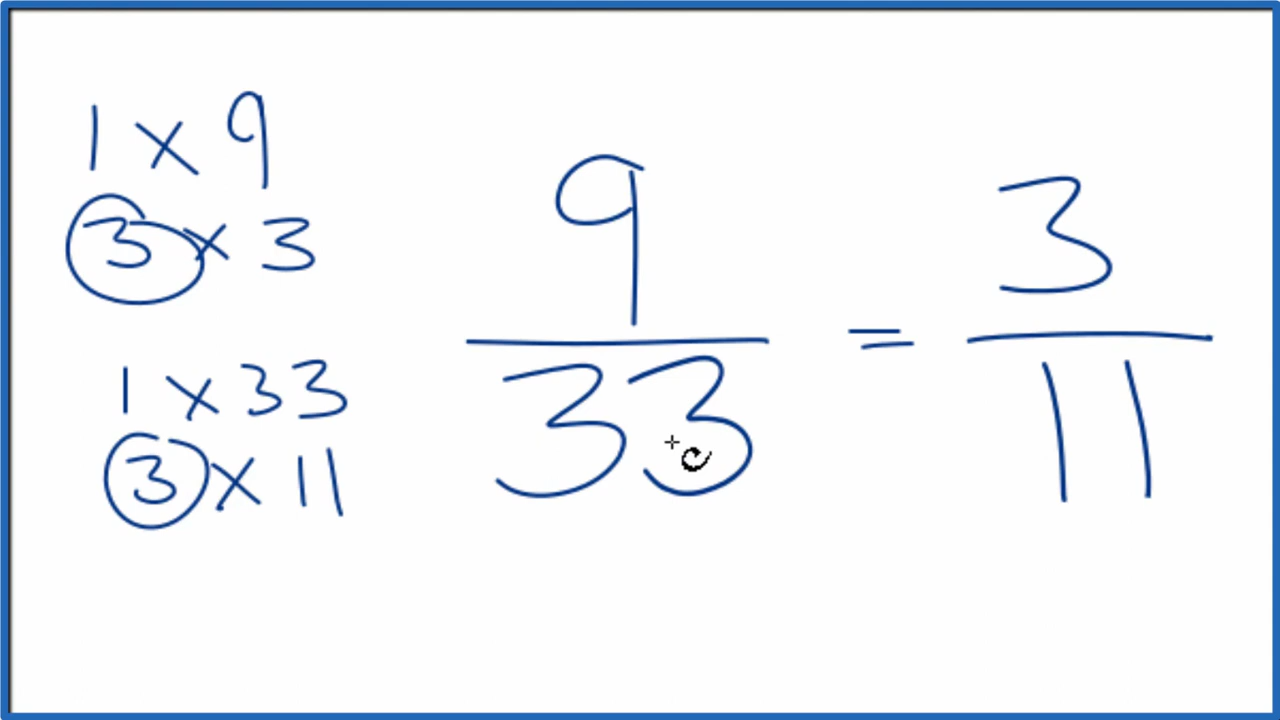 1 x 9
3 x 3
1 x 33
3 x 11
9
33
=
3
11